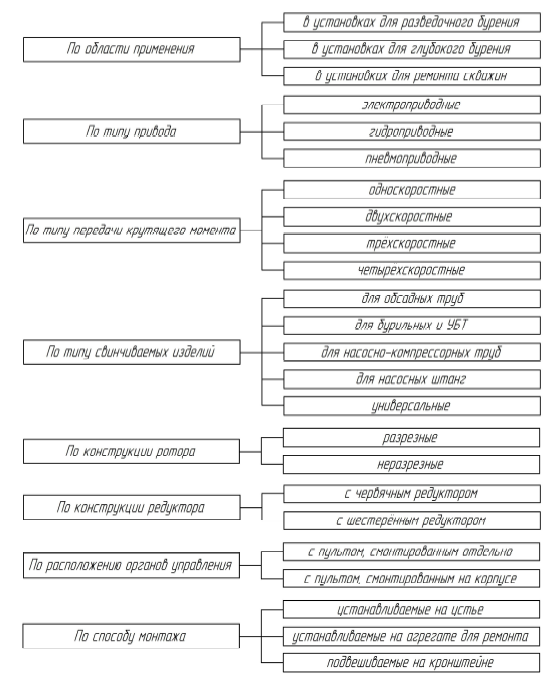 По области применения
в установках для разведочного бурения
в установках для глубокого бурения
в установках для ремонта скважин
По типу привода
электроприводные
гидроприводные
пневмоприводные
По типу передачи крутящего момента
односкоростные
двухскоростные
трёхскоростные
четырёхскоростные
По типу свинчиваемых изделий
для обсадных труб
для бурильных и УБТ
для насосно-компрессорных труб
для насосных штанг
универсальные
По конструкции ротора
разрезные
неразрезные
По конструкции редуктора
с червячным редуктором
с шестерённым редуктором
По расположению органов управления
с пультом, смонтированным отдельно
с пультом, смонтированным на корпусе
По способу монтажа
устанавливаемые на устье
устанавливаемые на агрегате для ремонта
подвешиваемые на кронштейне